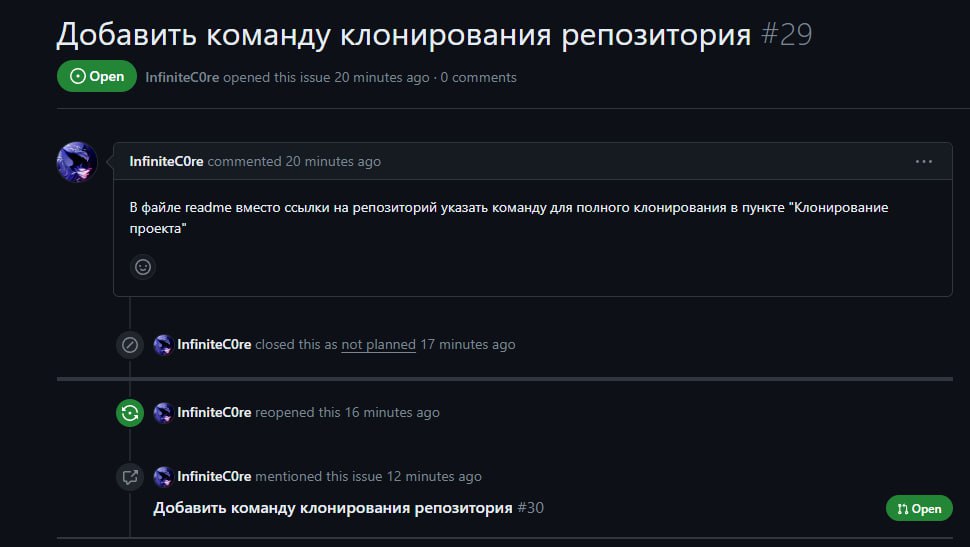 Добавить команду клонирования репозитория #29
Open InfiniteC0re opened this issue 20 minutes ago · 0 comments
InfiniteC0re commented 20 minutes ago
В файле readme вместо ссылки на репозиторий указать команду для полного клонирования в пункте "Клонирование
проекта"
InfiniteC0re closed this as not planned 17 minutes ago
InfiniteC0re reopened this 16 minutes ago
InfiniteC0re mentioned this issue 12 minutes ago
Добавить команду клонирования репозитория #30
Open